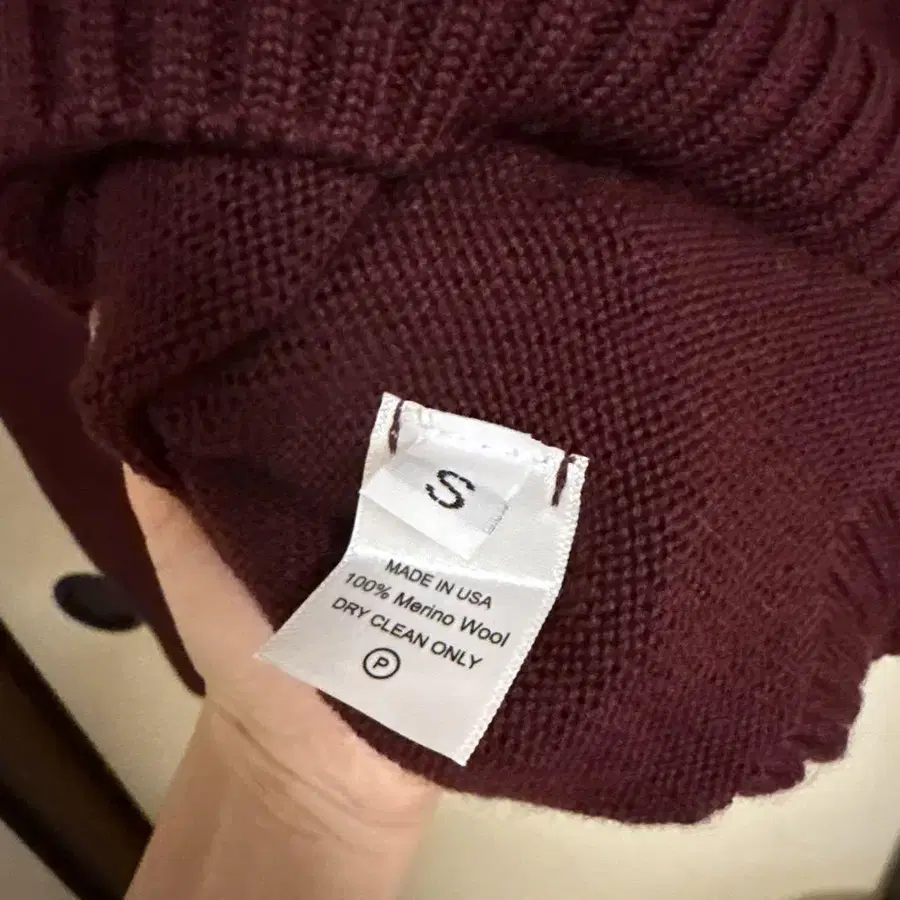 S
MADE IN USA
100% Merino Wool
DRY CLEAN ONLY
P